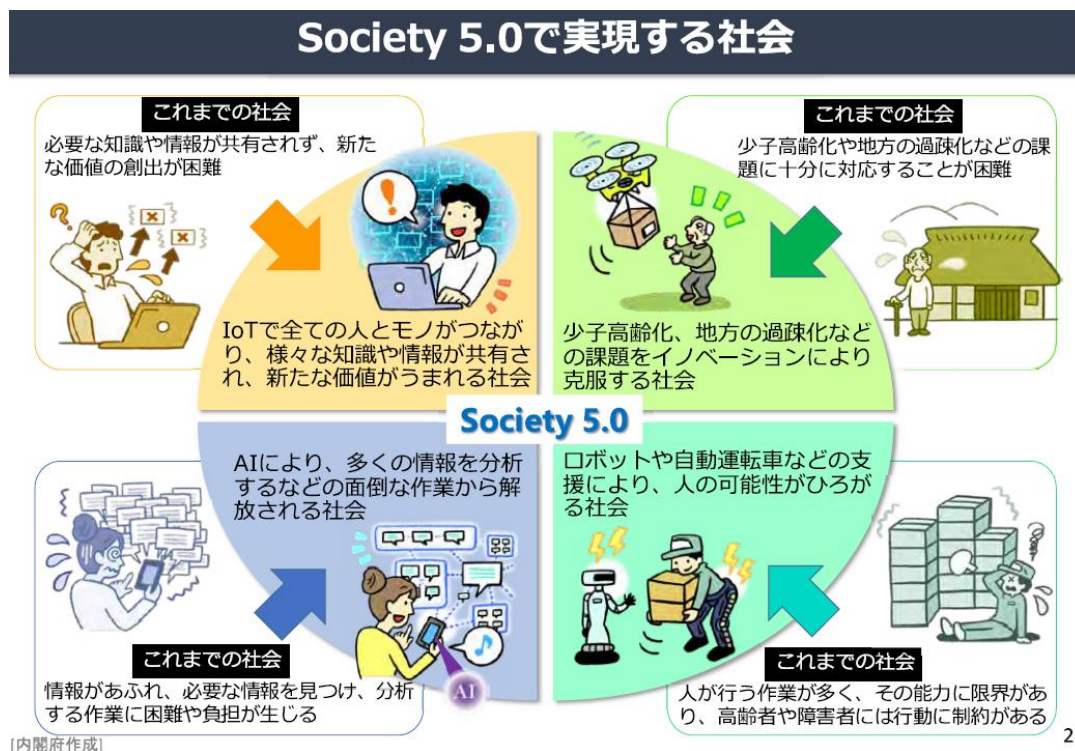 Society 5.0で実現する社会
これまでの社会
必要な知識や情報が共有されず、新た
な価値の創出が困難
これまでの社会
少子高齢化や地方の過疎化などの課
題に十分に対応することが困難
IoTで全ての人とモノがつなが
り、様々な知識や情報が共有さ
れ、新たな価値がうまれる社会
少子高齢化、地方の過疎化など
の課題をイノベーションにより
克服する社会
Society 5.0
AIにより、多くの情報を分析
するなどの面倒な作業から解
放される社会
ロボットや自動運転車などの支
援により、人の可能性がひろが
る社会
AI
これまでの社会
情報があふれ、必要な情報を見つけ、分析
する作業に困難や負担が生じる
これまでの社会
人が行う作業が多く、その能力に限界があ
り、高齢者や障害者には行動に制約がある
[内閣府作成]
2